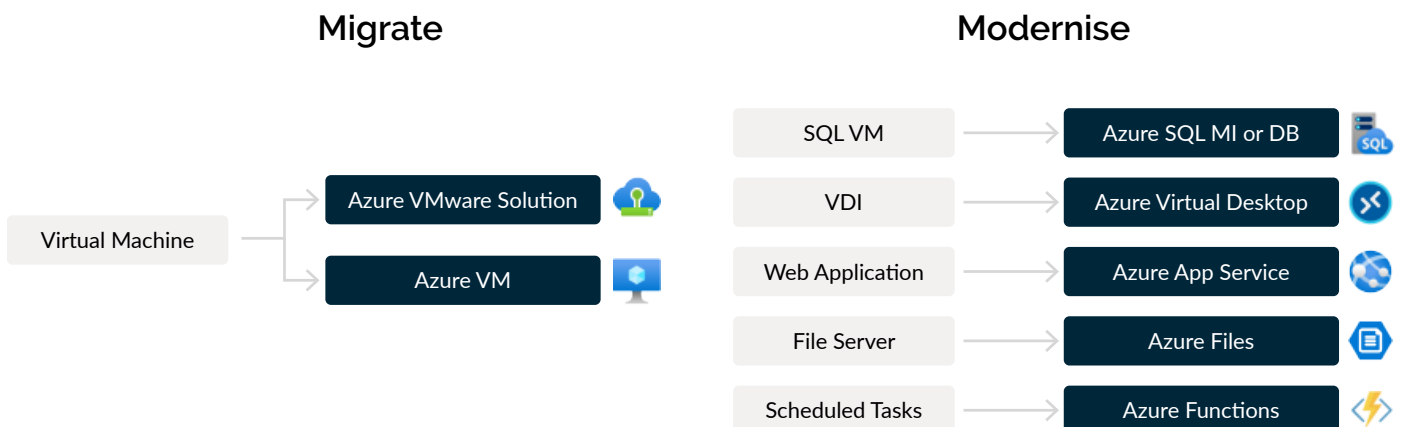 Migrate
Virtual Machine
Azure VMware Solution
Azure VM
Modernise
SQL VM
Azure SQL MI or DB
SQL
VDI
Azure Virtual Desktop
Web Application
Azure App Service
File Server
Azure Files
Scheduled Tasks
Azure Functions